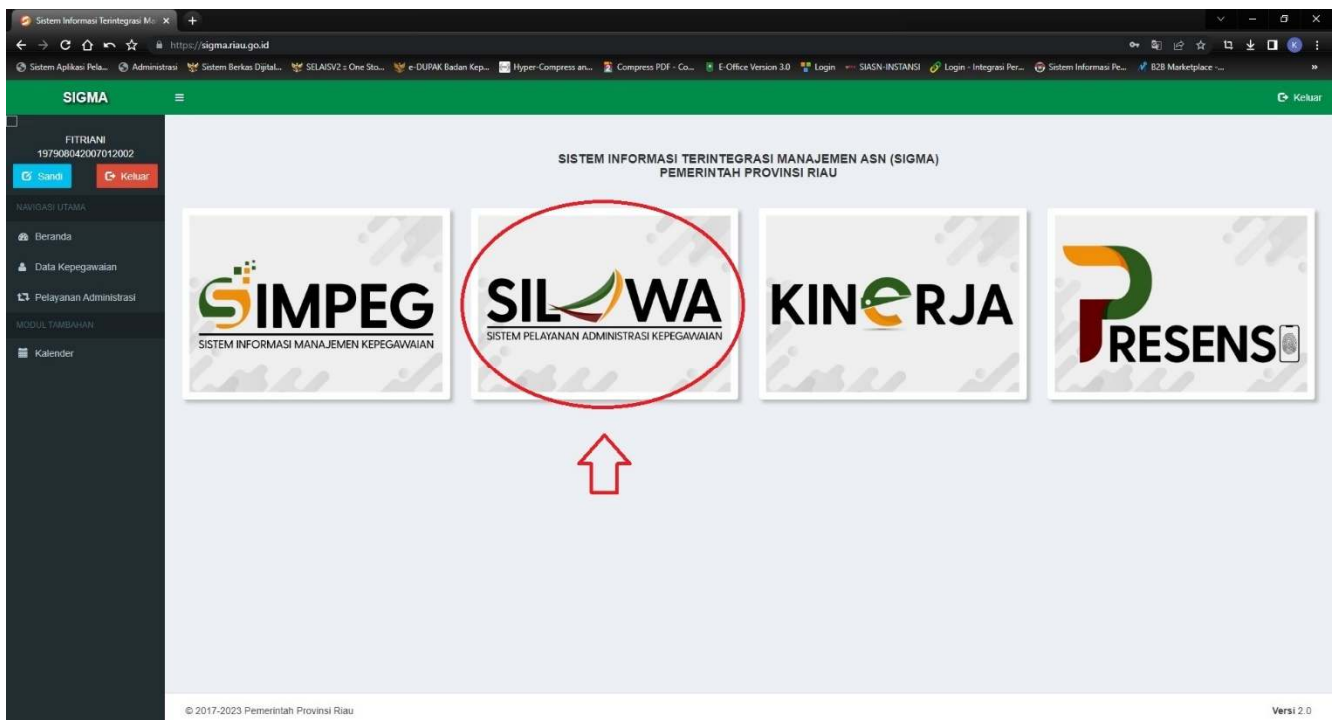 Sistem Informasi Terintegrasi Ma
https://sigma.riau.go.id
Sistem Aplikasi Pela... Administrasi Sistem Berkas Dijital... SELAISV2 :: One Sto... e-DUPAK Badan Kep... Hyper-Compress an... Compress PDF - Co... E-Office Version 3.0 Login SIASN-INSTANSI Login - Integrasi Per... Sistem Informasi Pe... B2B Marketplace -... »
SIGMA Keluar
FITRIANI
197908042007012002
Sandi Keluar
NAVIGASI UTAMA
Beranda
Data Kepegawaian
Pelayanan Administrasi
MODUL TAMBAHAN
Kalender
SISTEM INFORMASI TERINTEGRASI MANAJEMEN ASN (SIGMA)
PEMERINTAH PROVINSI RIAU
SIMPEG
SISTEM INFORMASI MANAJEMEN KEPEGAWAIAN
SILAWA
SISTEM PELAYANAN ADMINISTRASI KEPEGAWAIAN
KINERJA
PRESENSI
© 2017-2023 Pemerintah Provinsi Riau
Versi 2.0